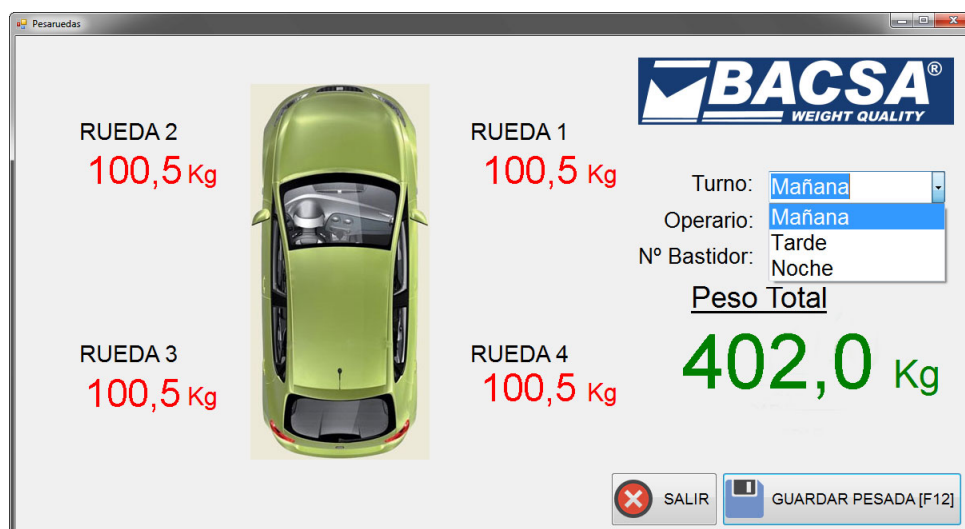 Pesaruedas
BACSA®
WEIGHT QUALITY
RUEDA 2
100,5 Kg
RUEDA 1
100,5 Kg
Turno: Mañana
Mañana
Tarde
Noche
Operario:
Nº Bastidor:
Peso Total
402,0 Kg
RUEDA 3
100,5 Kg
RUEDA 4
100,5 Kg
SALIR
GUARDAR PESADA [F12]